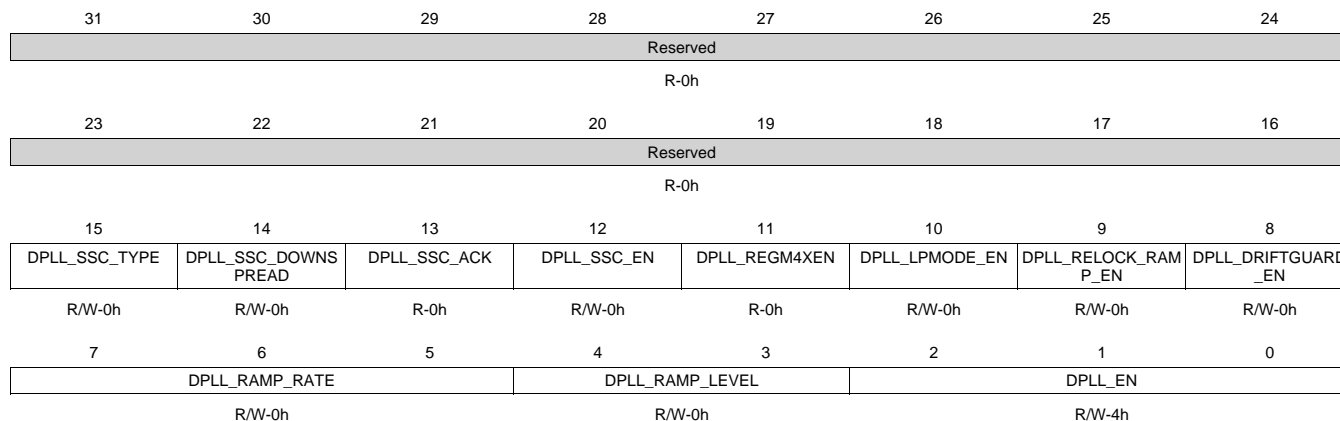 31 30 29 28 27 26 25 24
Reserved
R-0h
23 22 21 20 19 18 17 16
Reserved
R-0h
15 14 13 12 11 10 9 8
DPLL_SSC_TYPE DPLL_SSC_DOWNS DPLL_SSC_ACK DPLL_SSC_EN DPLL_REGM4XEN DPLL_LPMODE_EN DPLL_RELOCK_RAM DPLL_DRIFTGUARD
PREAD P_EN _EN
R/W-0h R/W-0h R-0h R/W-0h R-0h R/W-0h R/W-0h R/W-0h
7 6 5 4 3 2 1 0
DPLL_RAMP_RATE DPLL_RAMP_LEVEL DPLL_EN
R/W-0h R/W-0h R/W-4h